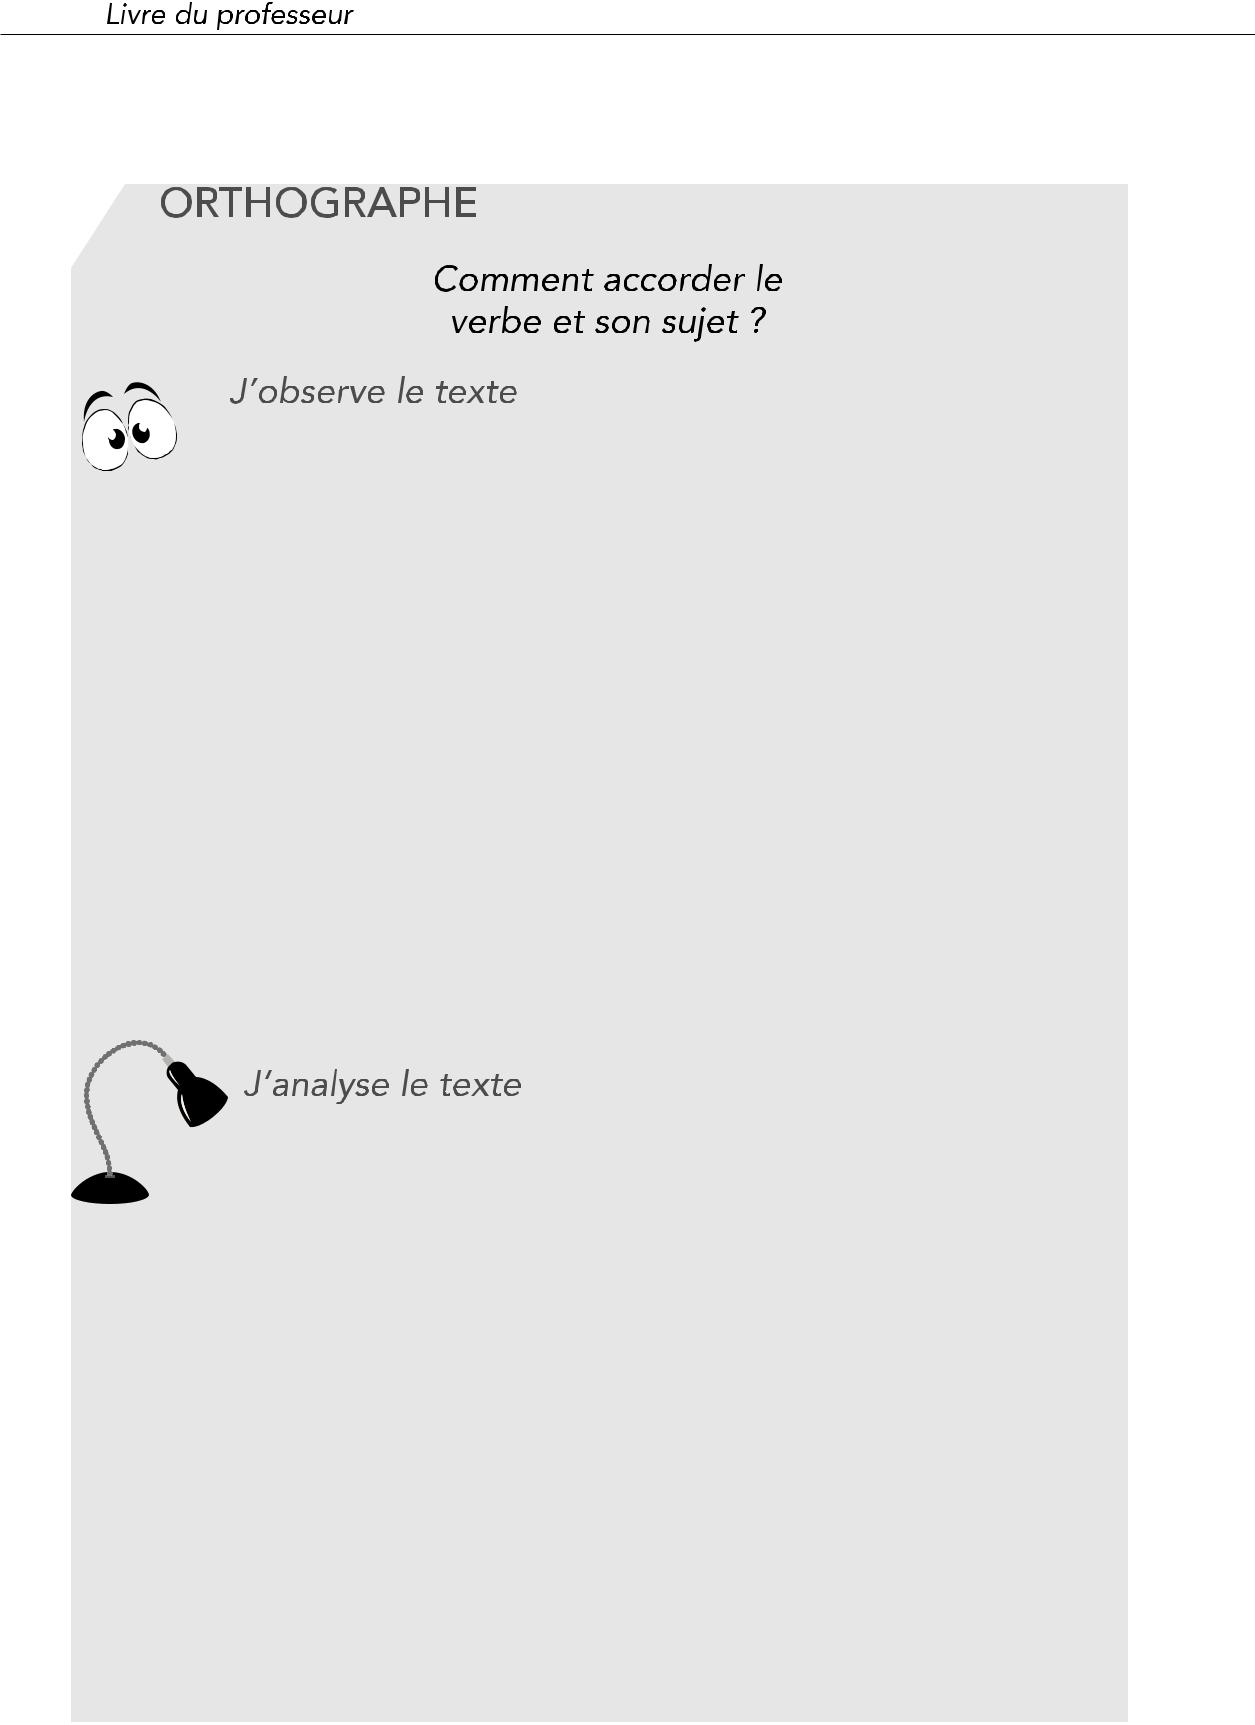 Livre du professeur
ORTHOGRAPHE
Comment accorder le
verbe et son sujet ?
J’observe le texte
J’analyse le texte